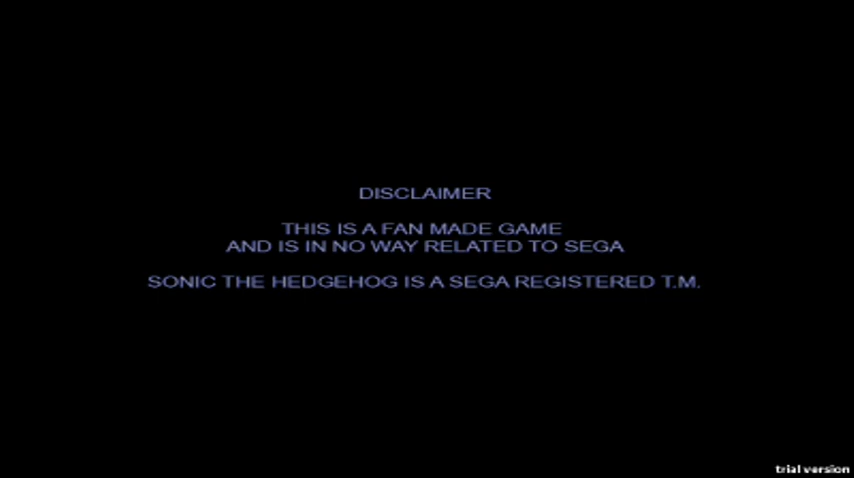 DISCLAIMER
THIS IS A FAN MADE GAME
AND IS IN NO WAY RELATED TO SEGA
SONIC THE HEDGEHOG IS A SEGA REGISTERED T.M.
trial version